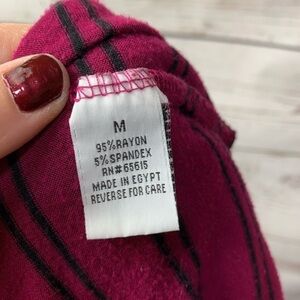 M
95%RAYON
5%SPANDEX
RN#65615
MADE IN EGYPT
REVERSE FOR CARE